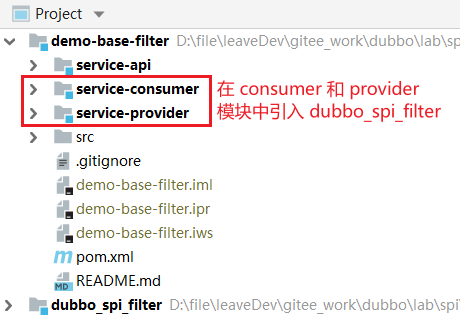 Project
demo-base-filter D:\file\leaveDev\gitee_work\dubbo\lab\sp
service-api
service-consumer
service-provider
在 consumer 和 provider
模块中引入 dubbo_spi_filter
src
.gitignore
demo-base-filter.iml
demo-base-filter.ipr
demo-base-filter.iws
pom.xml
MD README.md
dubbo_spi_filter D:\file\leaveDev\gitee_work\dubbo\lab\spi